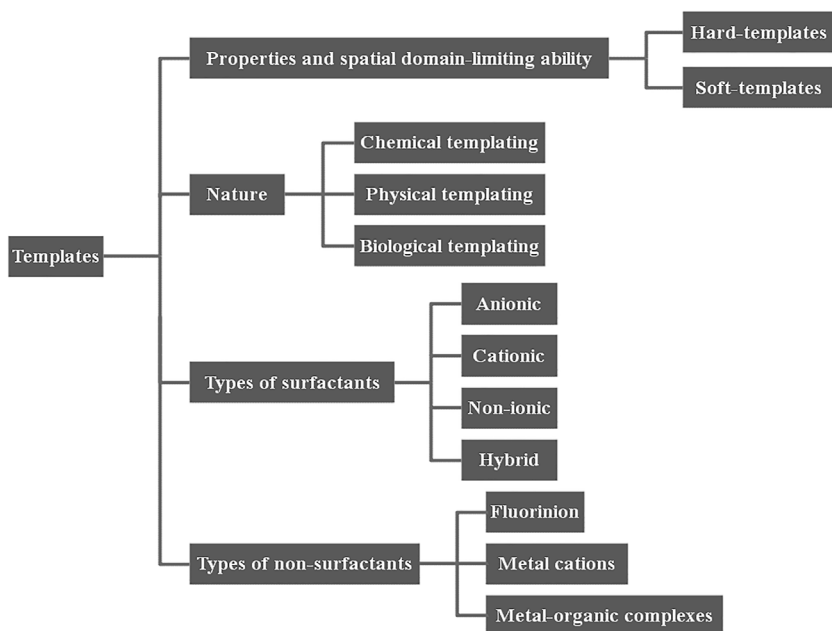 Templates
Properties and spatial domain-limiting ability
Hard-templates
Soft-templates
Nature
Chemical templating
Physical templating
Biological templating
Types of surfactants
Anionic
Cationic
Non-ionic
Hybrid
Types of non-surfactants
Fluorinion
Metal cations
Metal-organic complexes